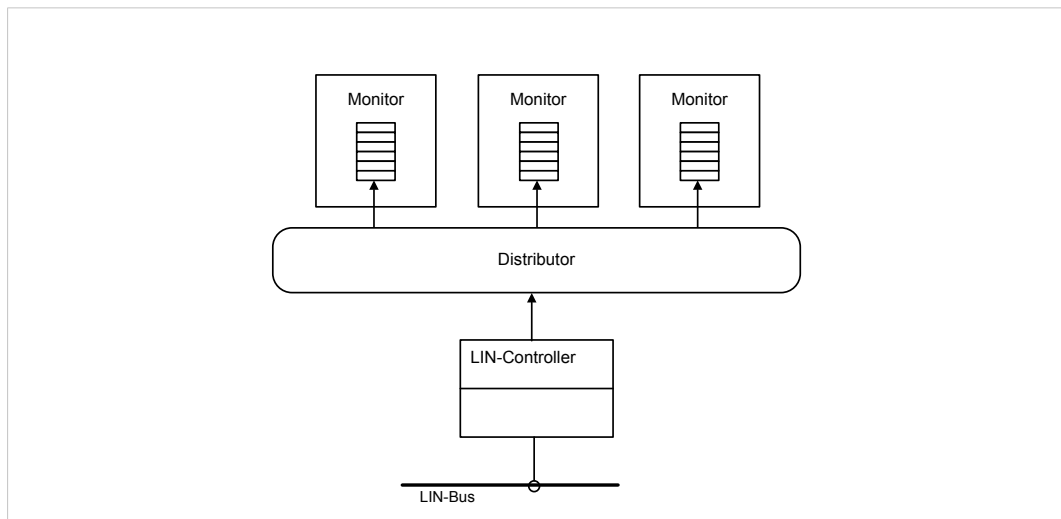 Monitor
Monitor
Monitor
Distributor
LIN-Controller
LIN-Bus